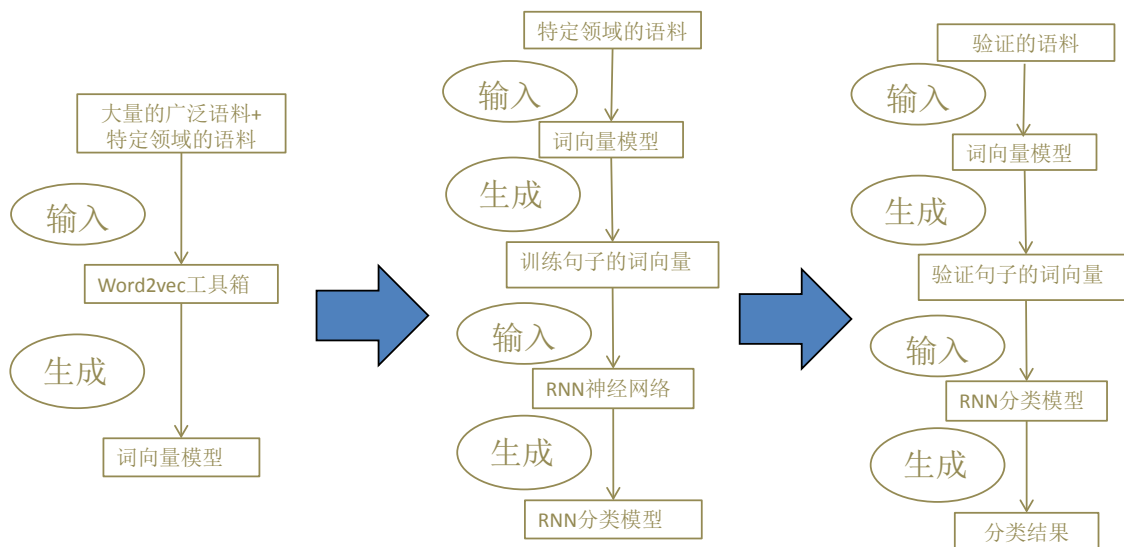 大量的广泛语料+
特定领域的语料
输入
Word2vec工具箱
生成
词向量模型
特定领域的语料
输入
词向量模型
生成
训练句子的词向量
输入
RNN神经网络
生成
RNN分类模型
验证的语料
输入
词向量模型
生成
验证句子的词向量
输入
RNN分类模型
生成
分类结果